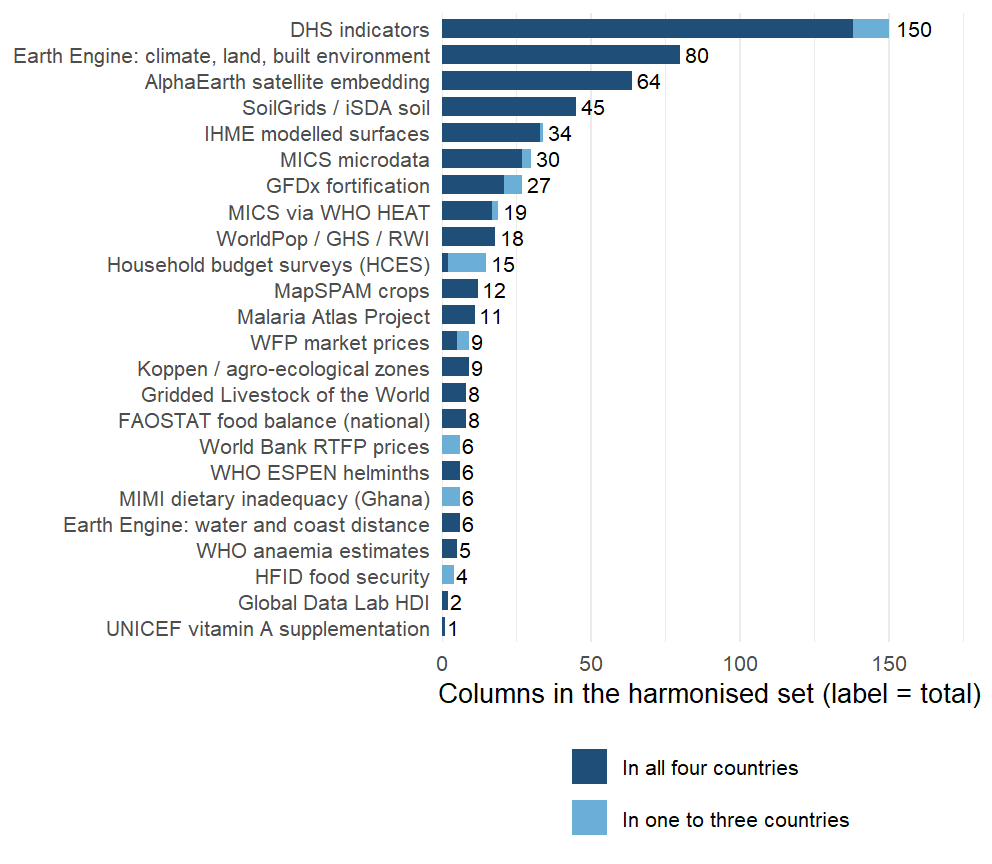 DHS indicators 150
Earth Engine: climate, land, built environment 80
AlphaEarth satellite embedding 64
SoilGrids / iSDA soil 45
IHME modelled surfaces 34
MICS microdata 30
GFDx fortification 27
MICS via WHO HEAT 19
WorldPop / GHS / RWI 18
Household budget surveys (HCES) 15
MapSPAM crops 12
Malaria Atlas Project 11
WFP market prices 9
Koppen / agro-ecological zones 9
Gridded Livestock of the World 8
FAOSTAT food balance (national) 8
World Bank RTFP prices 6
WHO ESPEN helminths 6
MIMI dietary inadequacy (Ghana) 6
Earth Engine: water and coast distance 6
WHO anaemia estimates 5
HFID food security 4
Global Data Lab HDI 2
UNICEF vitamin A supplementation 1
0 50 100 150
Columns in the harmonised set (label = total)
In all four countries
In one to three countries